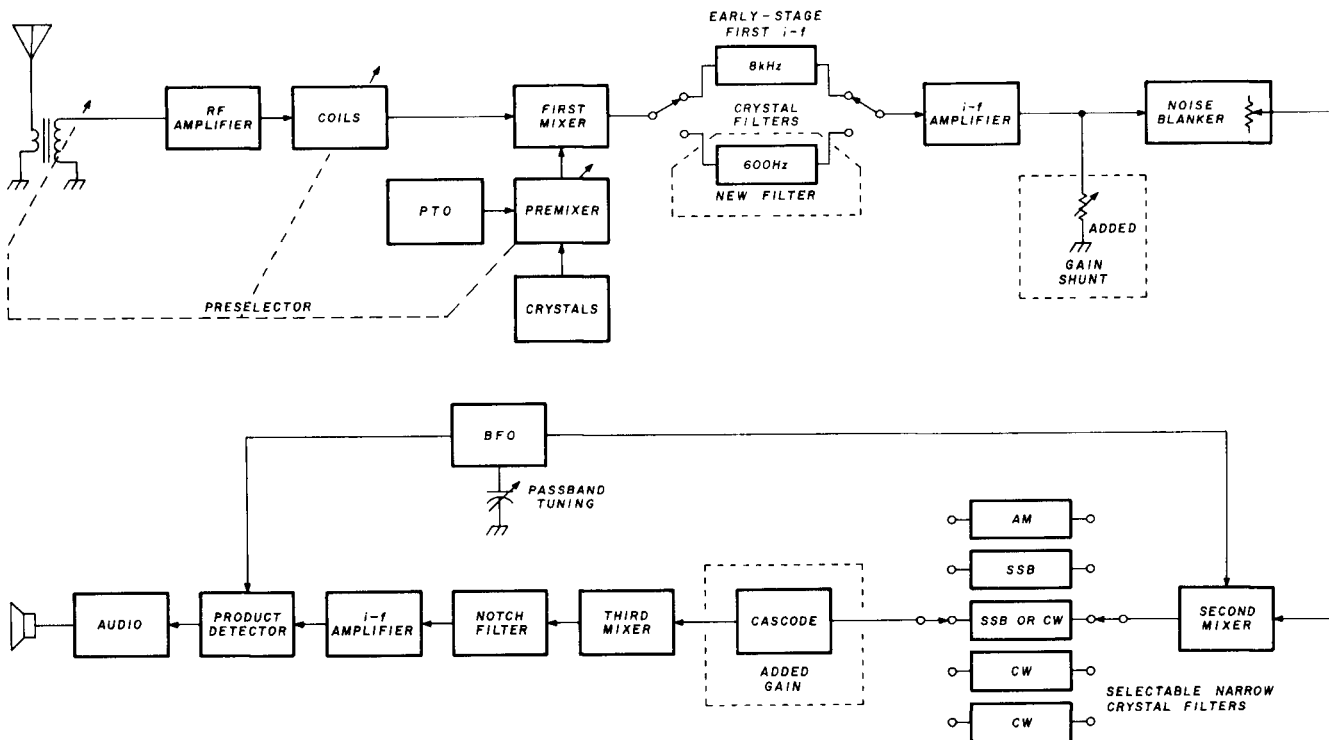 EARLY-STAGE
FIRST i-f
8kHz
RF
AMPLIFIER
COILS
FIRST
MIXER
CRYSTAL
FILTERS
600Hz
NEW FILTER
i-f
AMPLIFIER
NOISE
BLANKER
PTO
PREMIXER
ADDED
GAIN
SHUNT
PRESELECTOR
CRYSTALS
BFO
PASSBAND
TUNING
AM
SSB
AUDIO
PRODUCT
DETECTOR
i-f
AMPLIFIER
NOTCH
FILTER
THIRD
MIXER
CASCODE
SSB OR CW
SECOND
MIXER
ADDED
GAIN
CW
SELECTABLE NARROW
CRYSTAL FILTERS
CW